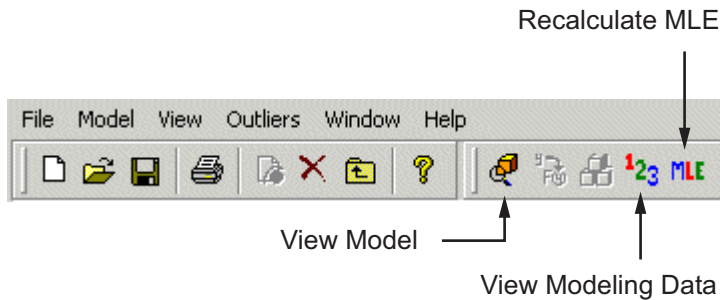 Recalculate MLE
File Model View Outliers Window Help
123 MLE
View Model
View Modeling Data